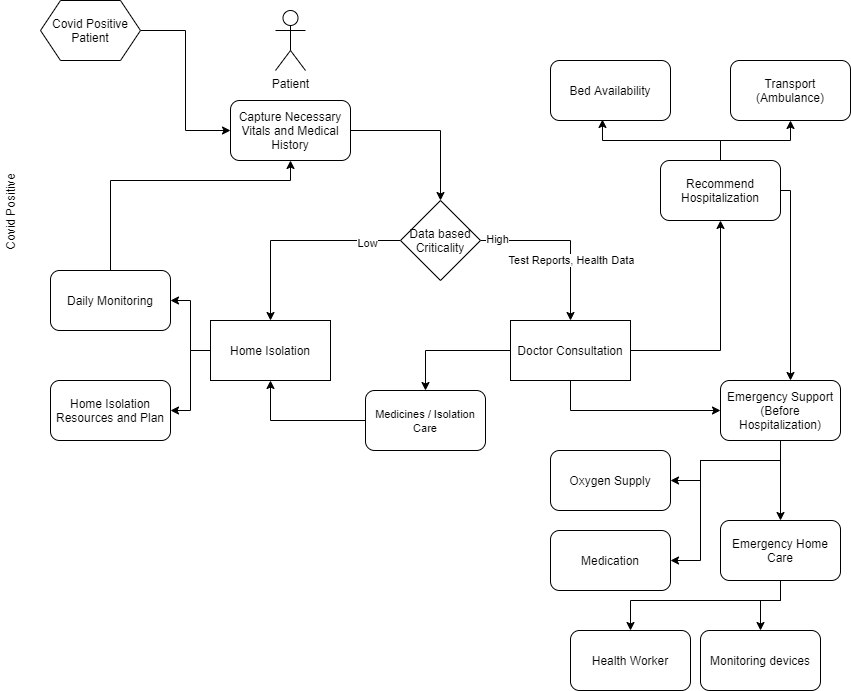 Covid Positive
Patient
Patient
Capture Necessary
Vitals and Medical
History
Bed Availability
Transport
(Ambulance)
Covid Positive
Recommend
Hospitalization
Data based
Criticality
Low
High
Test Reports, Health Data
Daily Monitoring
Home Isolation
Doctor Consultation
Home Isolation
Resources and Plan
Medicines / Isolation
Care
Emergency Support
(Before
Hospitalization)
Oxygen Supply
Emergency Home
Care
Medication
Health Worker
Monitoring devices